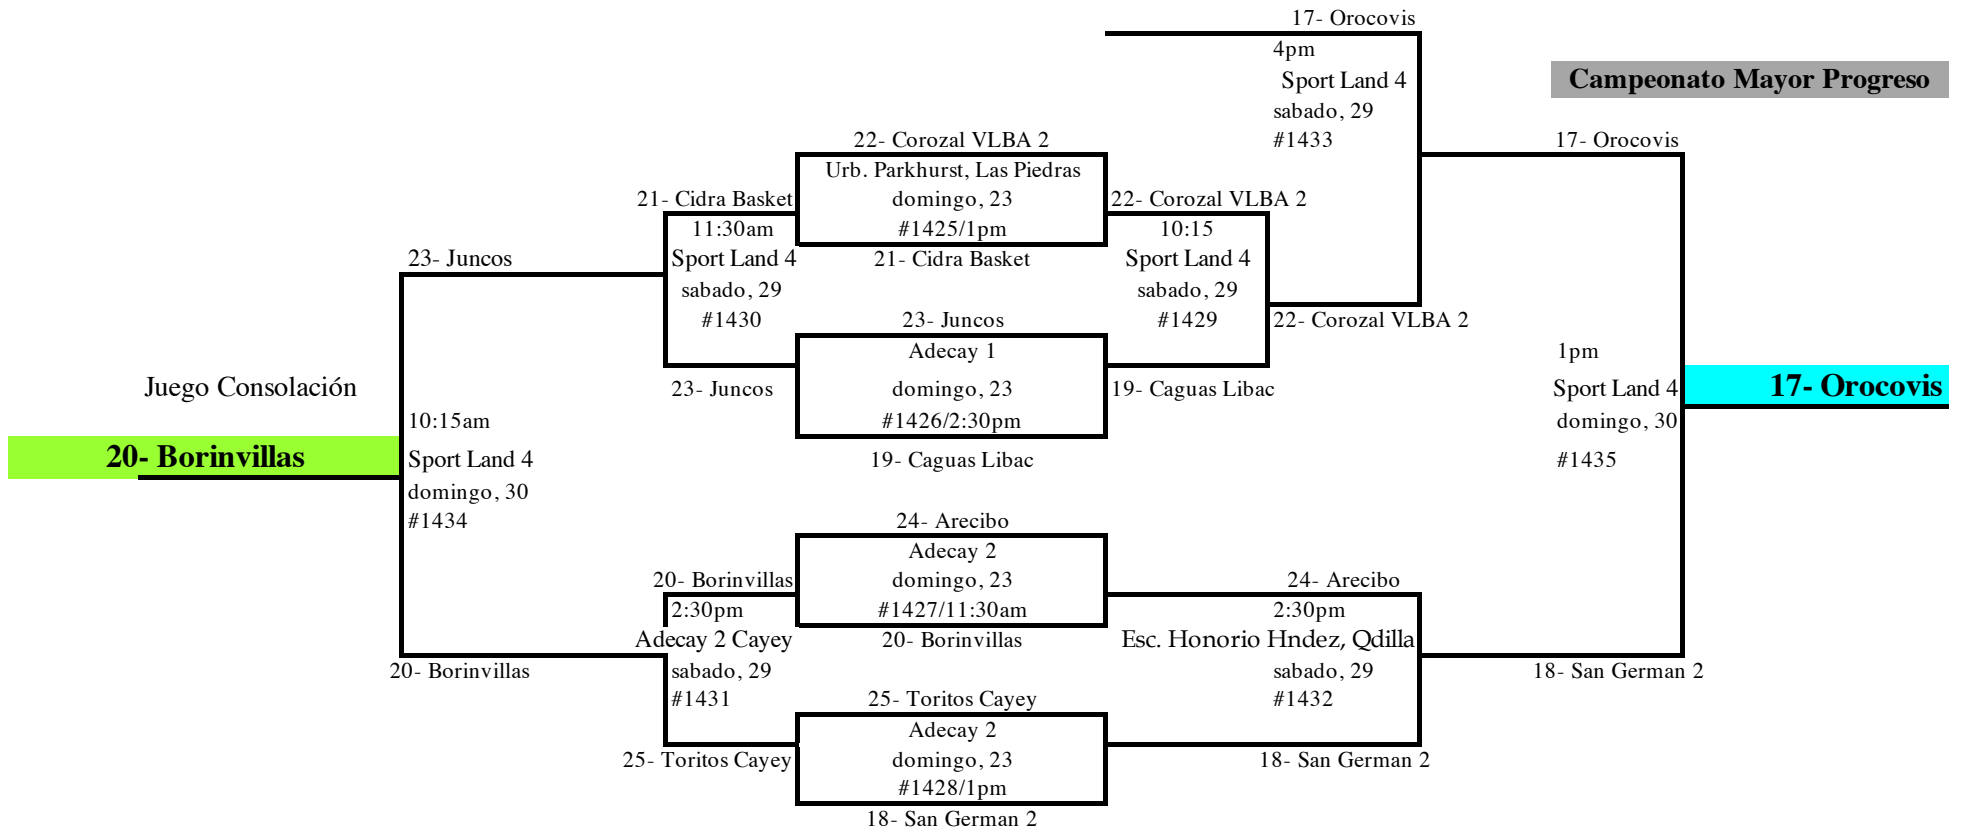 17- Orocovis
4pm
Sport Land 4
sabado, 29
#1433
Campeonato Mayor Progreso
22- Corozal VLBA 2
17- Orocovis
Urb. Parkhurst, Las Piedras
domingo, 23
#1425/1pm
21- Cidra Basket
21- Cidra Basket
11:30am
Sport Land 4
sabado, 29
#1430
22- Corozal VLBA 2
10:15
Sport Land 4
sabado, 29
#1429
23- Juncos
23- Juncos
Adecay 1
domingo, 23
#1426/2:30pm
19- Caguas Libac
22- Corozal VLBA 2
23- Juncos
19- Caguas Libac
1pm
Sport Land 4
domingo, 30
#1435
17- Orocovis
Juego Consolación
10:15am
Sport Land 4
domingo, 30
#1434
20- Borinvillas
24- Arecibo
Adecay 2
domingo, 23
#1427/11:30am
20- Borinvillas
20- Borinvillas
2:30pm
Adecay 2 Cayey
sabado, 29
#1431
24- Arecibo
2:30pm
Esc. Honorio Hndez, Qdilla
sabado, 29
#1432
20- Borinvillas
18- San German 2
25- Toritos Cayey
Adecay 2
domingo, 23
#1428/1pm
18- San German 2
25- Toritos Cayey
18- San German 2